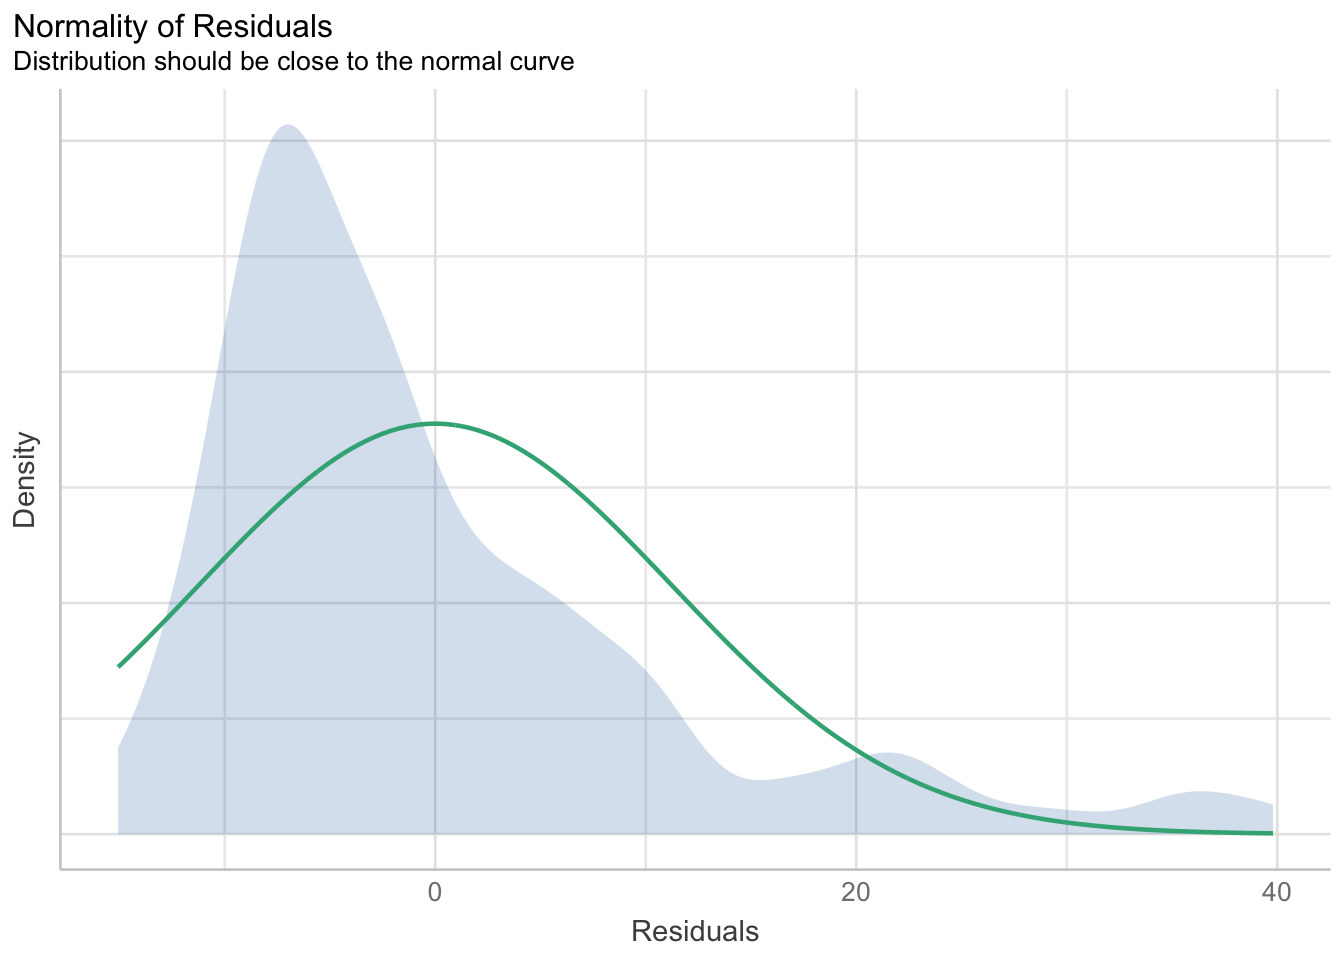 Normality of Residuals
Distribution should be close to the normal curve
Density
0
20
40
Residuals